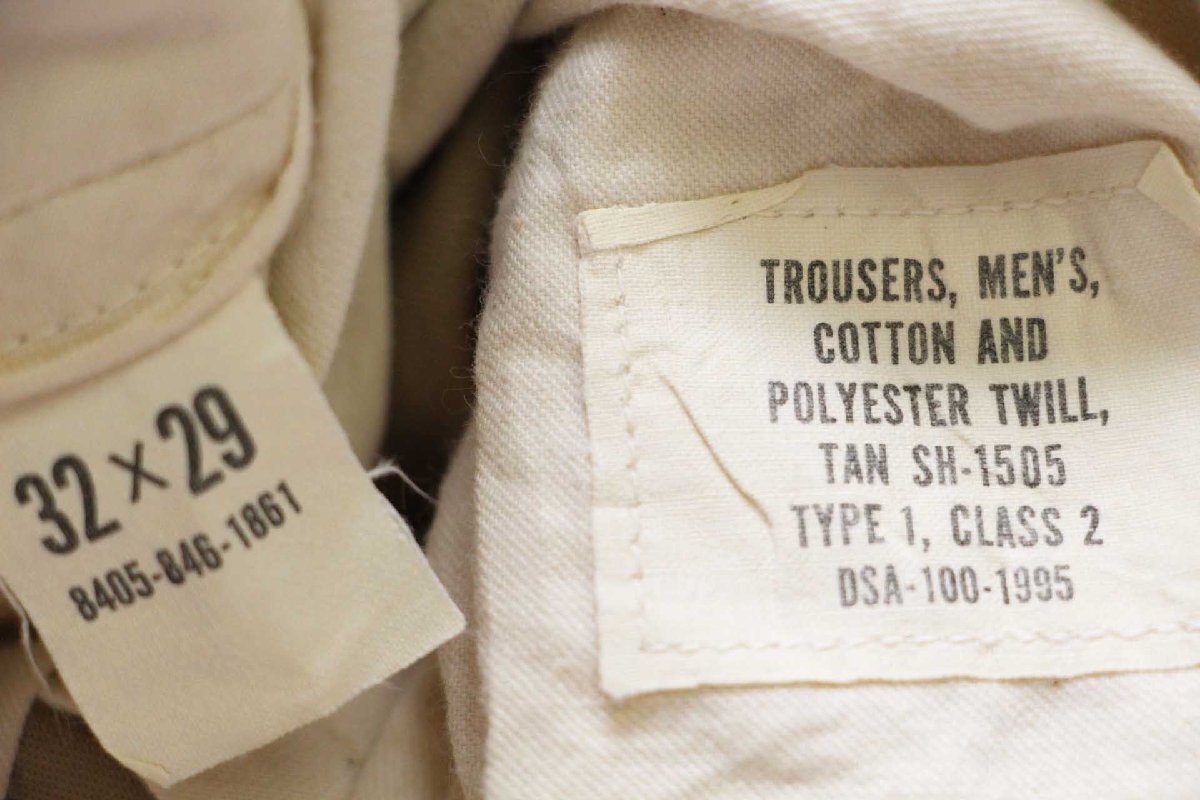 32 x 29
8405-846-1861
TROUSERS, MEN'S,
COTTON AND
POLYESTER TWILL,
TAN SH-1505
TYPE 1, CLASS 2
DSA-100-1995